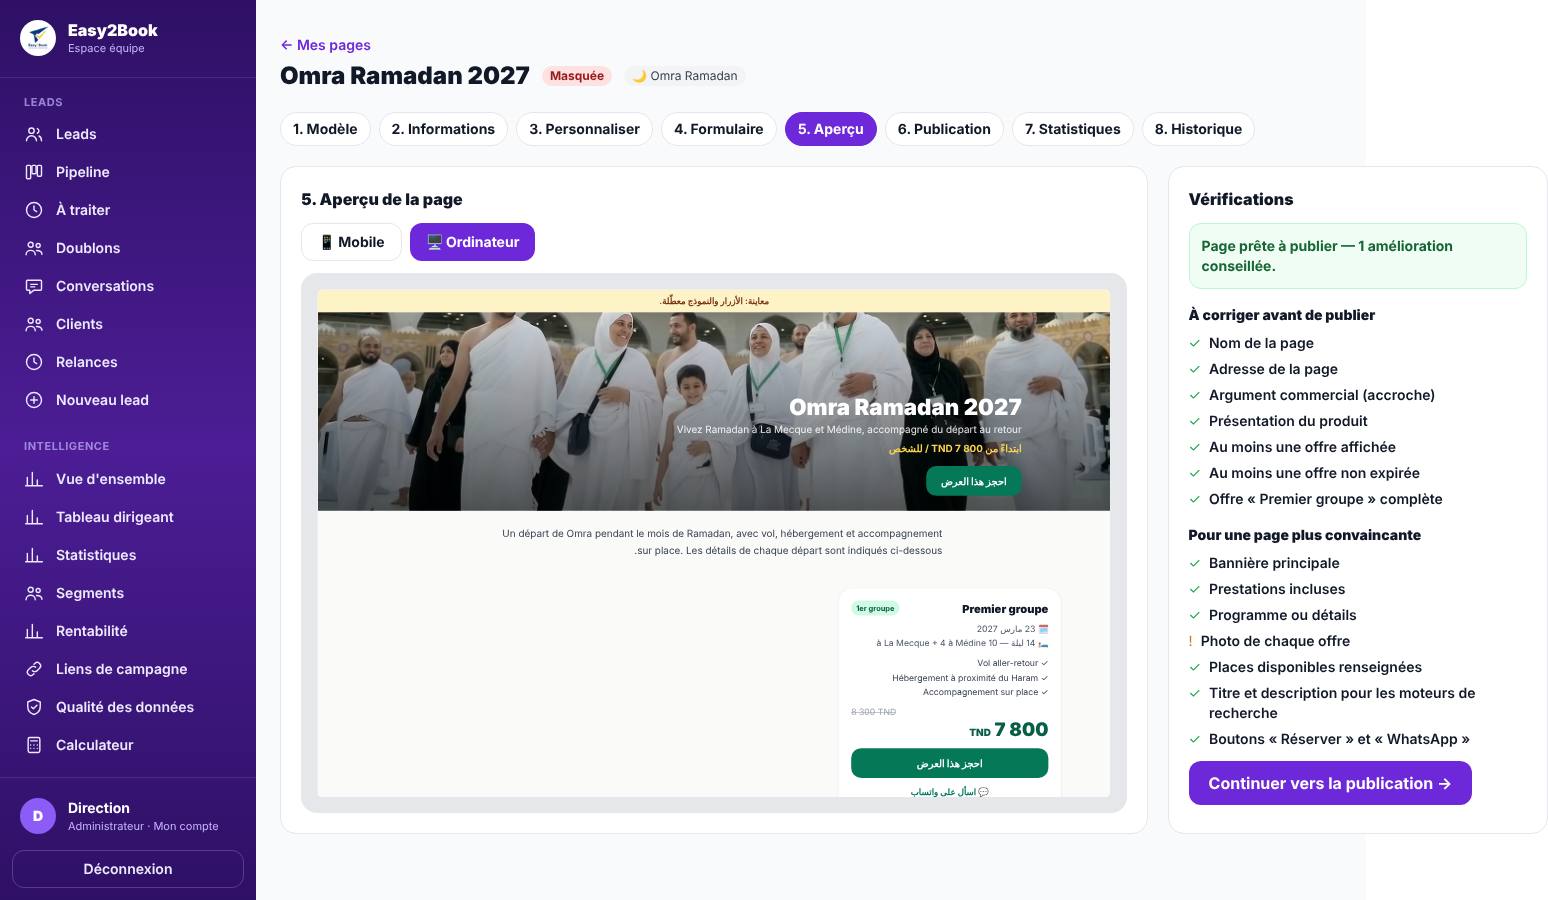 Easy2Book
Espace équipe
LEADS
Leads
Pipeline
À traiter
Doublons
Conversations
Clients
Relances
Nouveau lead
INTELLIGENCE
Vue d'ensemble
Tableau dirigeant
Statistiques
Segments
Rentabilité
Liens de campagne
Qualité des données
Calculateur
D
Direction
Administrateur · Mon compte
Déconnexion
← Mes pages
Omra Ramadan 2027
Masquée
🌙 Omra Ramadan
1. Modèle
2. Informations
3. Personnaliser
4. Formulaire
5. Aperçu
6. Publication
7. Statistiques
8. Historique
5. Aperçu de la page
📱 Mobile
🖥️ Ordinateur
معاينة: الأزرار والنموذج معطّلة.
Omra Ramadan 2027
Vivez Ramadan à La Mecque et Médine, accompagné du départ au retour
ابتداءً من 800 7 TND / للشخص
احجز هذا العرض
Un départ de Omra pendant le mois de Ramadan, avec vol, hébergement et accompagnement
sur place. Les détails de chaque départ sont indiqués ci-dessous.
Premier groupe
1er groupe
🗓️ 23 مارس 2027
🛏️ 14 ليلة — 10 à La Mecque + 4 à Médine
✓ Vol aller-retour
✓ Hébergement à proximité du Haram
✓ Accompagnement sur place
8 300 TND
7 800 TND
احجز هذا العرض
💬 اسأل على واتساب
Vérifications
Page prête à publier — 1 amélioration
conseillée.
À corriger avant de publier
✓ Nom de la page
✓ Adresse de la page
✓ Argument commercial (accroche)
✓ Présentation du produit
✓ Au moins une offre affichée
✓ Au moins une offre non expirée
✓ Offre « Premier groupe » complète
Pour une page plus convaincante
✓ Bannière principale
✓ Prestations incluses
✓ Programme ou détails
! Photo de chaque offre
✓ Places disponibles renseignées
✓ Titre et description pour les moteurs de
recherche
✓ Boutons « Réserver » et « WhatsApp »
Continuer vers la publication →